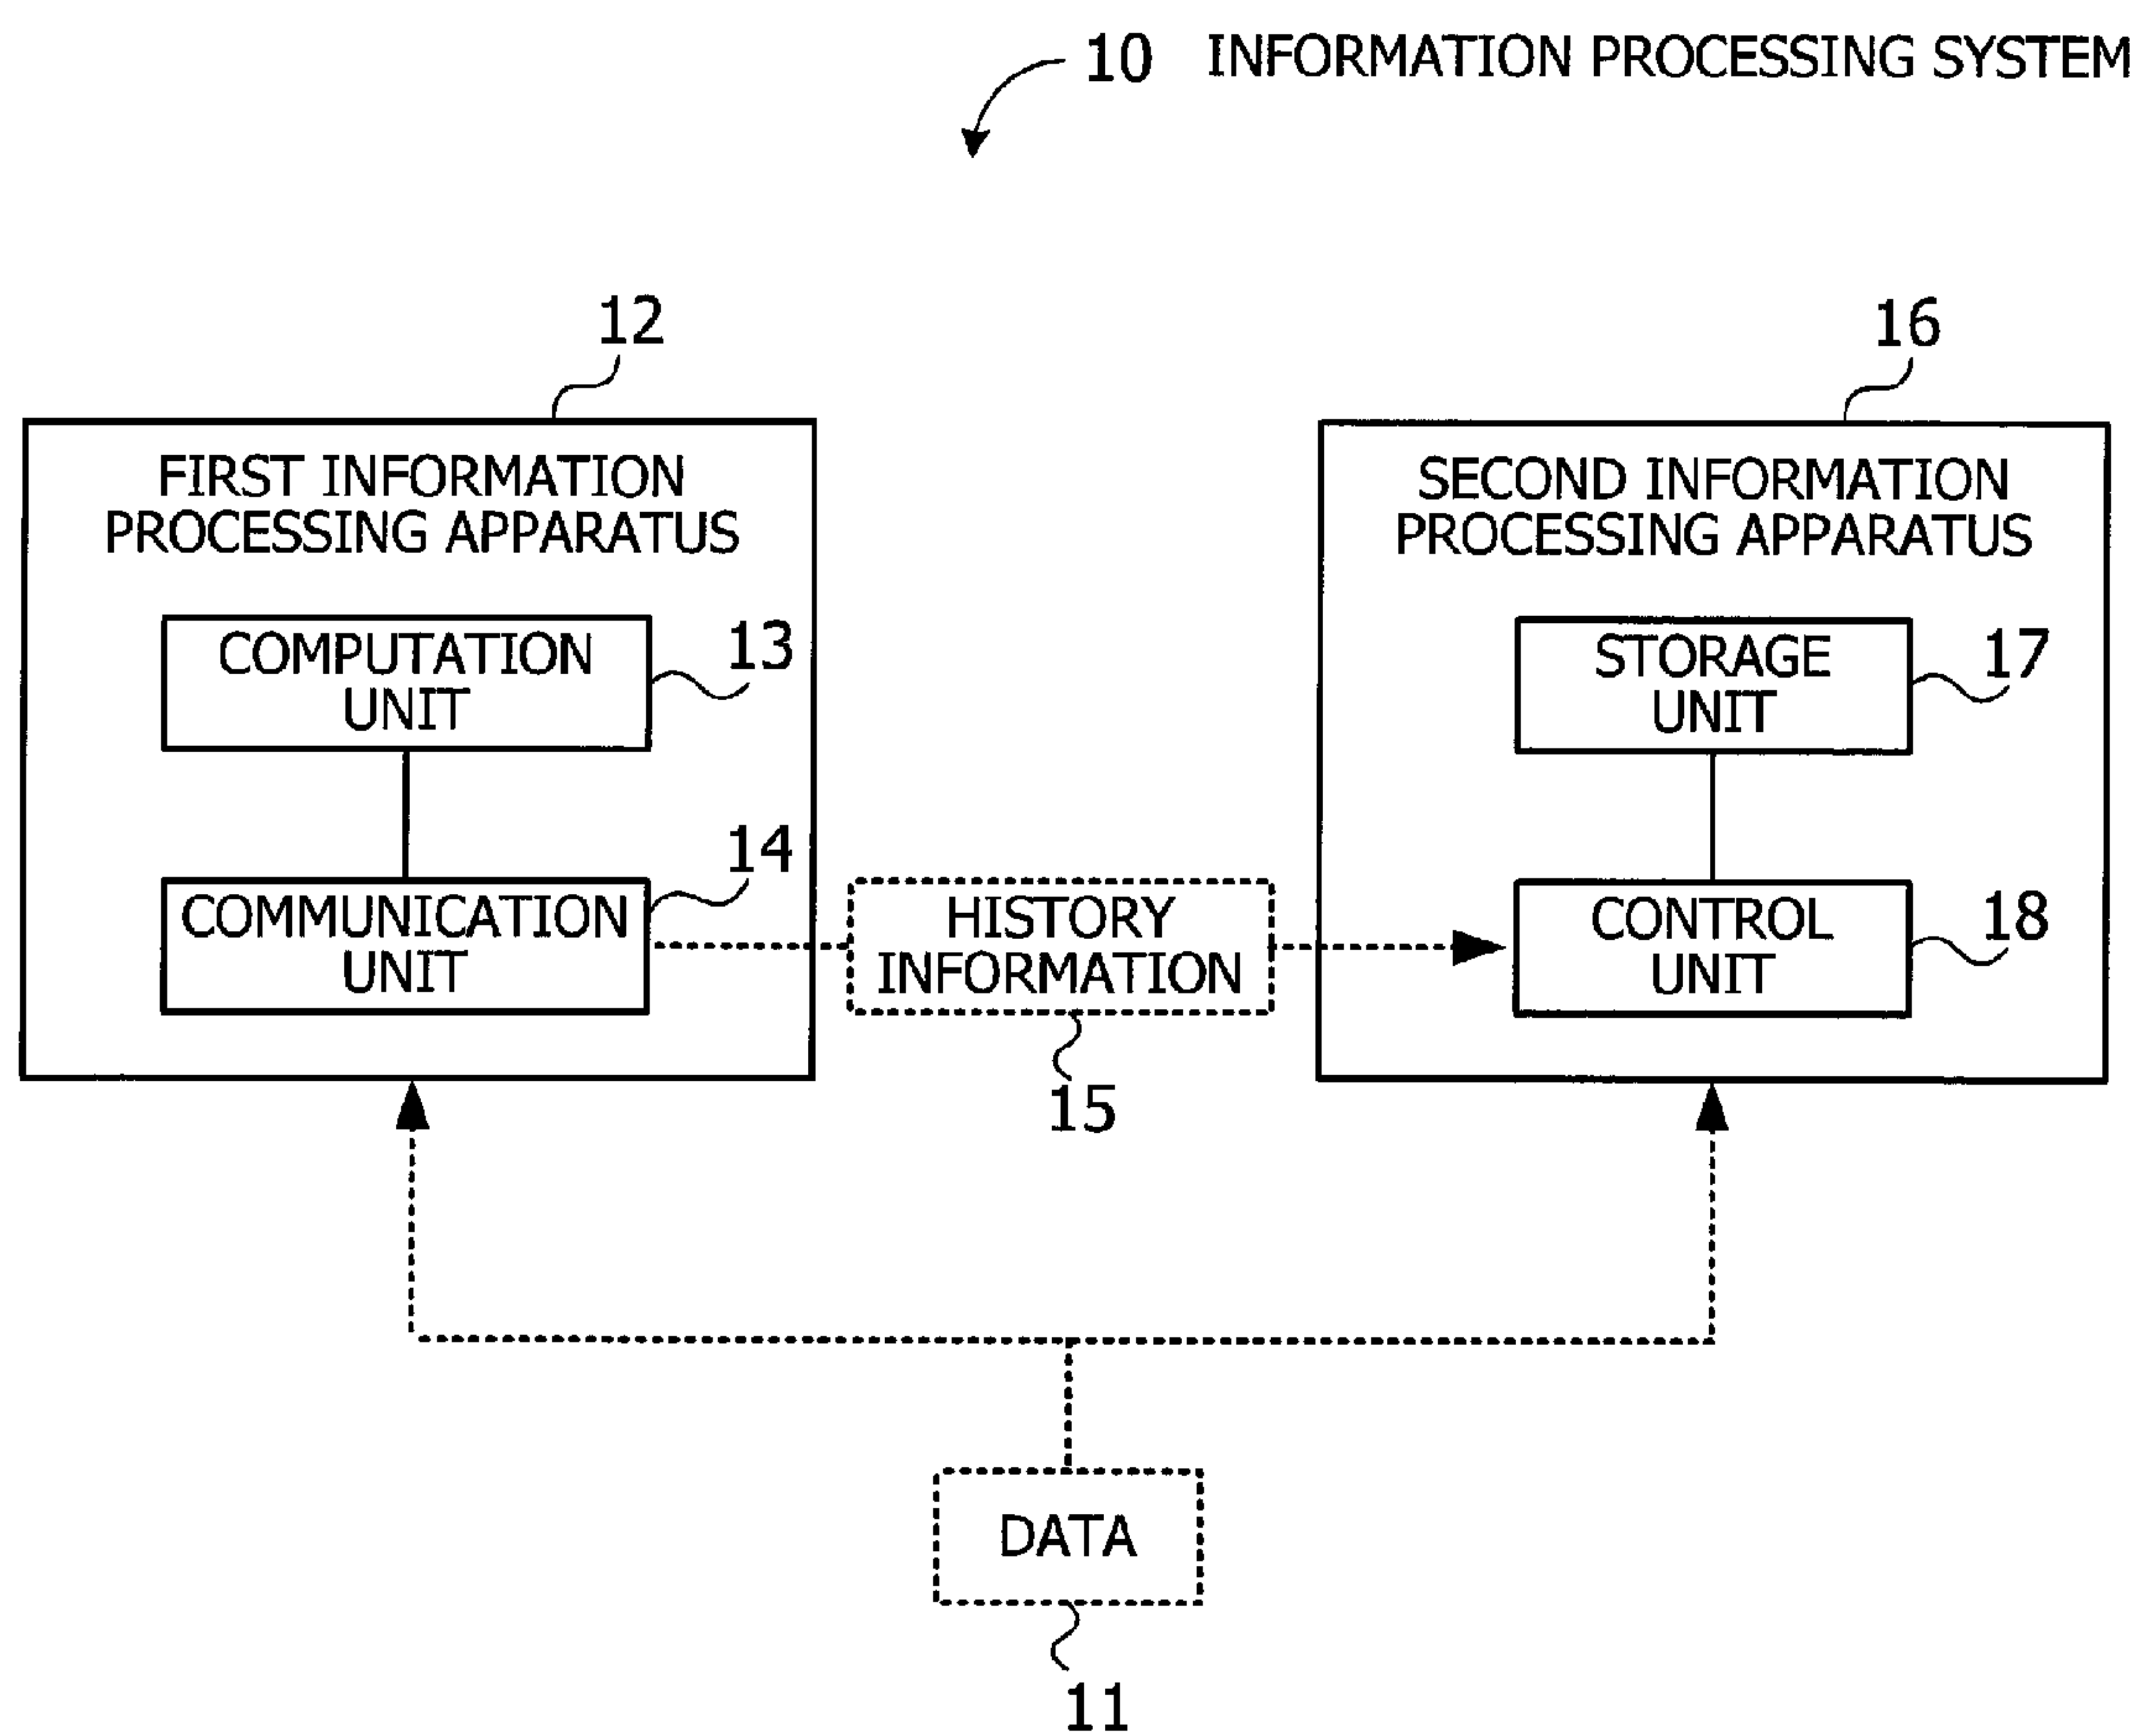 10 INFORMATION PROCESSING SYSTEM
12
16
FIRST INFORMATION
PROCESSING APPARATUS
COMPUTATION
UNIT
13
COMMUNICATION
UNIT
14
HISTORY
INFORMATION
15
SECOND INFORMATION
PROCESSING APPARATUS
STORAGE
UNIT
17
CONTROL
UNIT
18
DATA
11